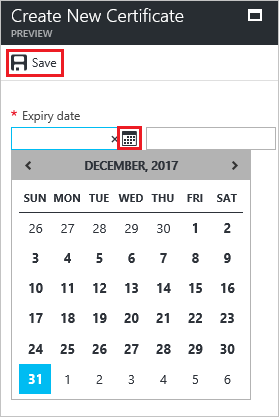 Create New Certificate
PREVIEW
Save
* Expiry date
×
< DECEMBER, 2017 >
SUN MON TUE WED THU FRI SAT
26 27 28 29 30 1 2
3 4 5 6 7 8 9
10 11 12 13 14 15 16
17 18 19 20 21 22 23
24 25 26 27 28 29 30
31 1 2 3 4 5 6